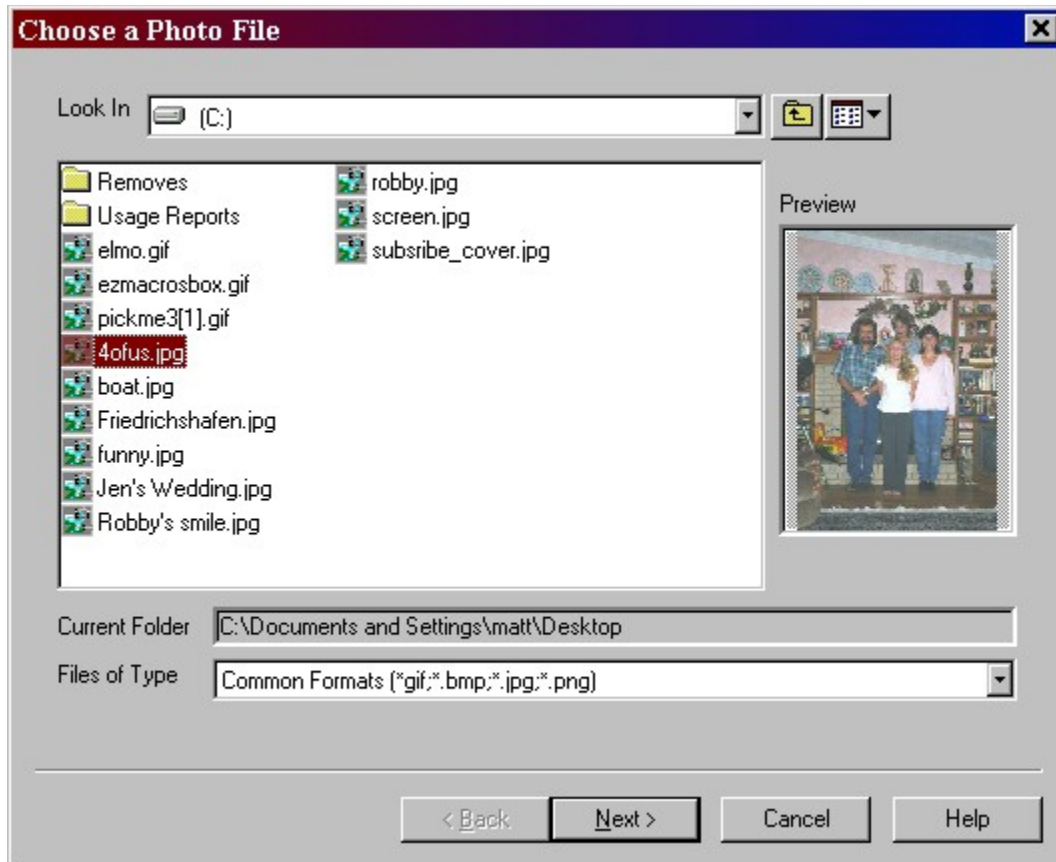 Choose a Photo File
Look In
(C:)
Removes
Usage Reports
elmo.gif
ezmacrosbox.gif
pickme3[1].gif
4ofus.jpg
boat.jpg
Friedrichshafen.jpg
funny.jpg
Jen's Wedding.jpg
Robby's smile.jpg
robby.jpg
screen.jpg
subsribe_cover.jpg
Preview
Current Folder
C:\Documents and Settings\matt\Desktop
Files of Type
Common Formats (*gif;*.bmp;*.jpg;*.png)
< Back
Next >
Cancel
Help